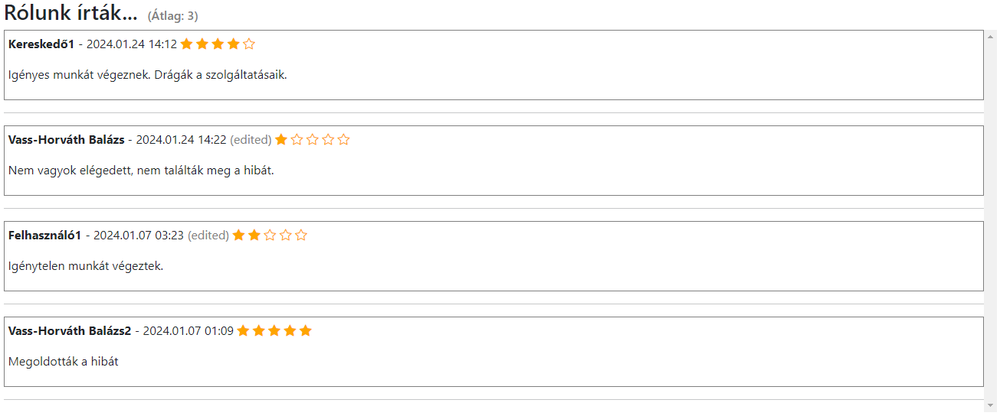 Rólunk írták... (Átlag: 3)
Kereskedő1 - 2024.01.24 14:12
Igényes munkát végeznek. Drágák a szolgáltatásaik.
Vass-Horváth Balázs - 2024.01.24 14:22 (edited)
Nem vagyok elégedett, nem találták meg a hibát.
Felhasználó1 - 2024.01.07 03:23 (edited)
Igénytelen munkát végeztek.
Vass-Horváth Balázs2 - 2024.01.07 01:09
Megoldották a hibát